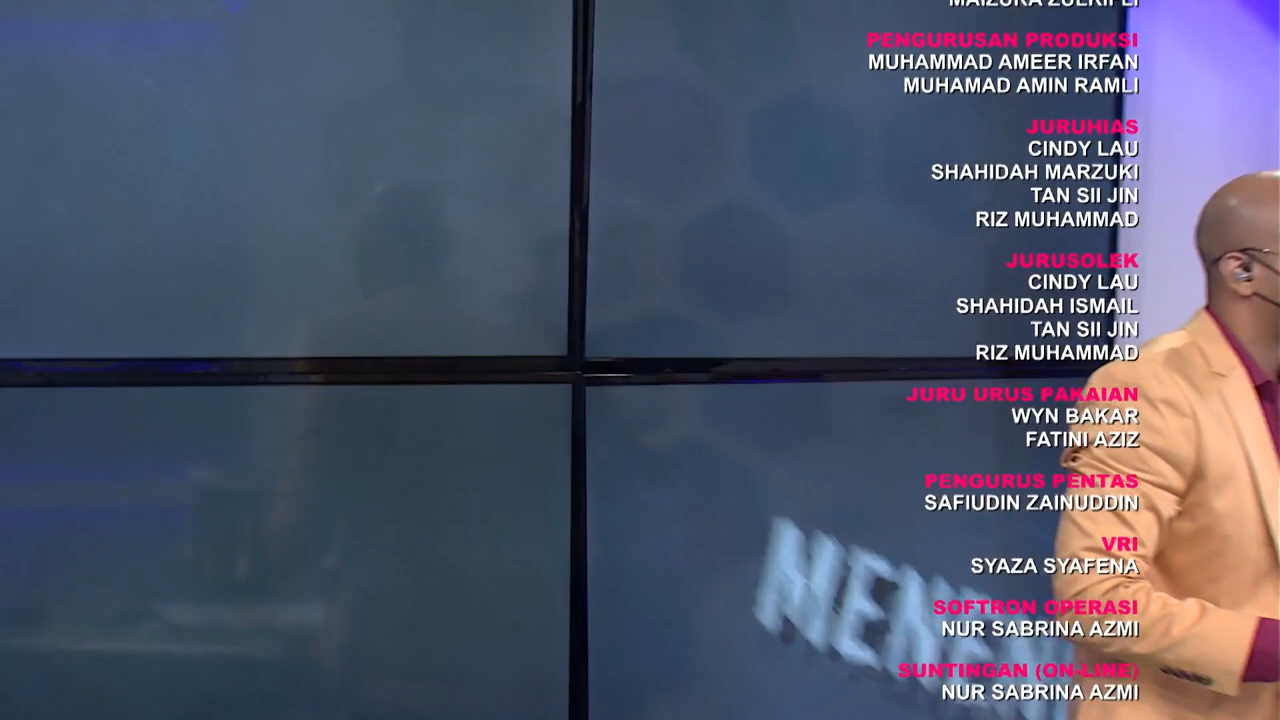 MAIZURA ZULKIFLI
PENGURUSAN PRODUKSI
MUHAMMAD AMEER IRFAN
MUHAMAD AMIN RAMLI
JURUHIAS
CINDY LAU
SHAHIDAH MARZUKI
TAN SII JIN
RIZ MUHAMMAD
JURUSOLEK
CINDY LAU
SHAHIDAH ISMAIL
TAN SII JIN
RIZ MUHAMMAD
JURU URUS PAKAIAN
WYN BAKAR
FATINI AZIZ
PENGURUS PENTAS
SAFIUDIN ZAINUDDIN
VRI
SYAZA SYAFENA
SOFTRON OPERASI
NUR SABRINA AZMI
SUNTINGAN (ON-LINE)
NUR SABRINA AZMI